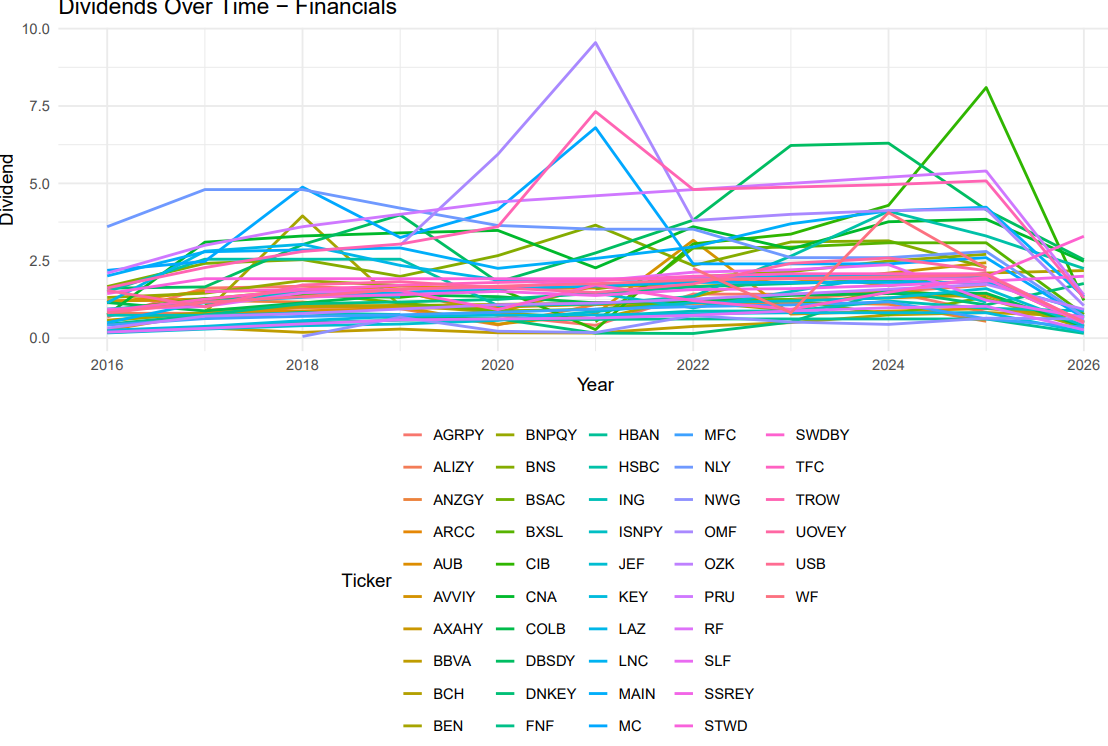 Dividends Over Time − Financials
10.0
7.5
5.0
2.5
0.0
Dividend
2016 2018 2020 2022 2024 2026
Year
Ticker
AGRPY BNPQY HBAN MFC SWDBY
ALIZY BNS HSBC NLY TFC
ANZGY BSAC ING NWG TROW
ARCC BXSL ISNPY OMF UOVEY
AUB CIB JEF OZK USB
AVVIY CNA KEY PRU WF
AXAHY COLB LAZ RF
BBVA DBSDY LNC SLF
BCH DNKEY MAIN SSREY
BEN FNF MC STWD